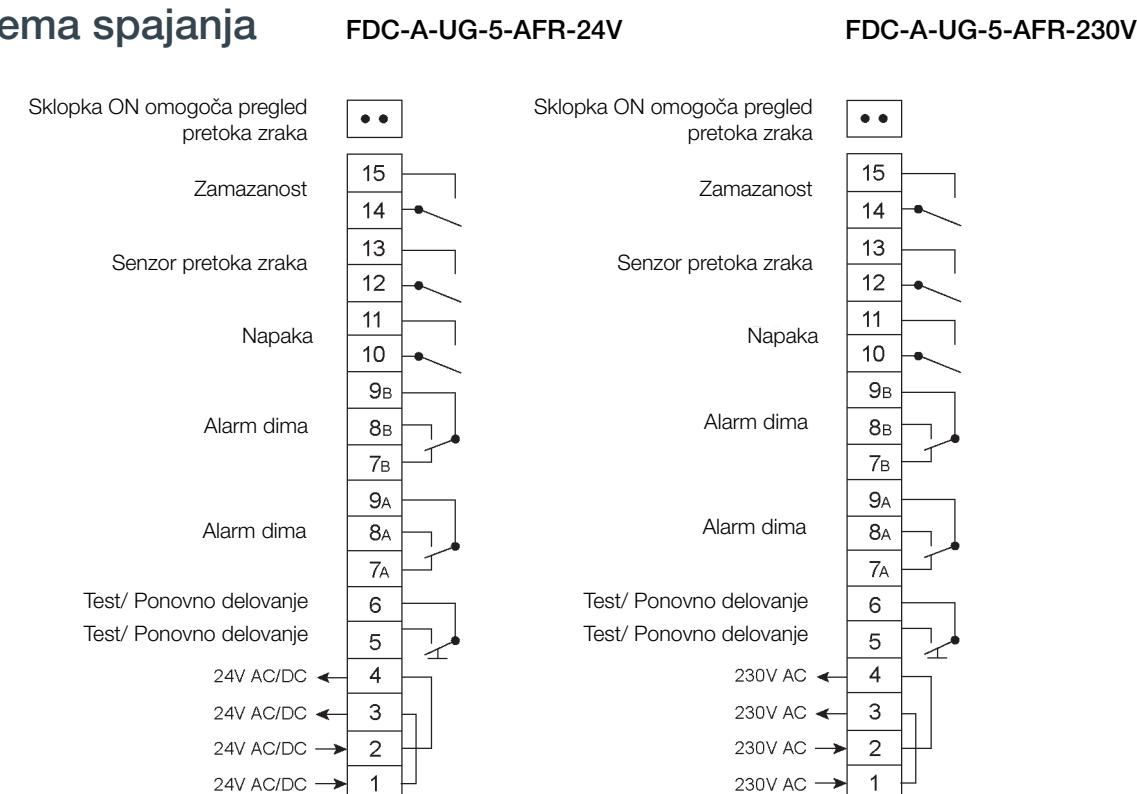 ema spajanja
FDC-A-UG-5-AFR-24V
Sklopka ON omogoča pregled
pretoka zraka
15
Zamazanost
14
13
Senzor pretoka zraka
12
11
Napaka
10
9B
Alarm dima
8B
7B
9A
Alarm dima
8A
7A
Test/ Ponovno delovanje
6
Test/ Ponovno delovanje
5
24V AC/DC
4
24V AC/DC
3
24V AC/DC
2
24V AC/DC
1
FDC-A-UG-5-AFR-230V
Sklopka ON omogoča pregled
pretoka zraka
15
Zamazanost
14
13
Senzor pretoka zraka
12
11
Napaka
10
9B
Alarm dima
8B
7B
9A
Alarm dima
8A
7A
Test/ Ponovno delovanje
6
Test/ Ponovno delovanje
5
230V AC
4
230V AC
3
230V AC
2
230V AC
1